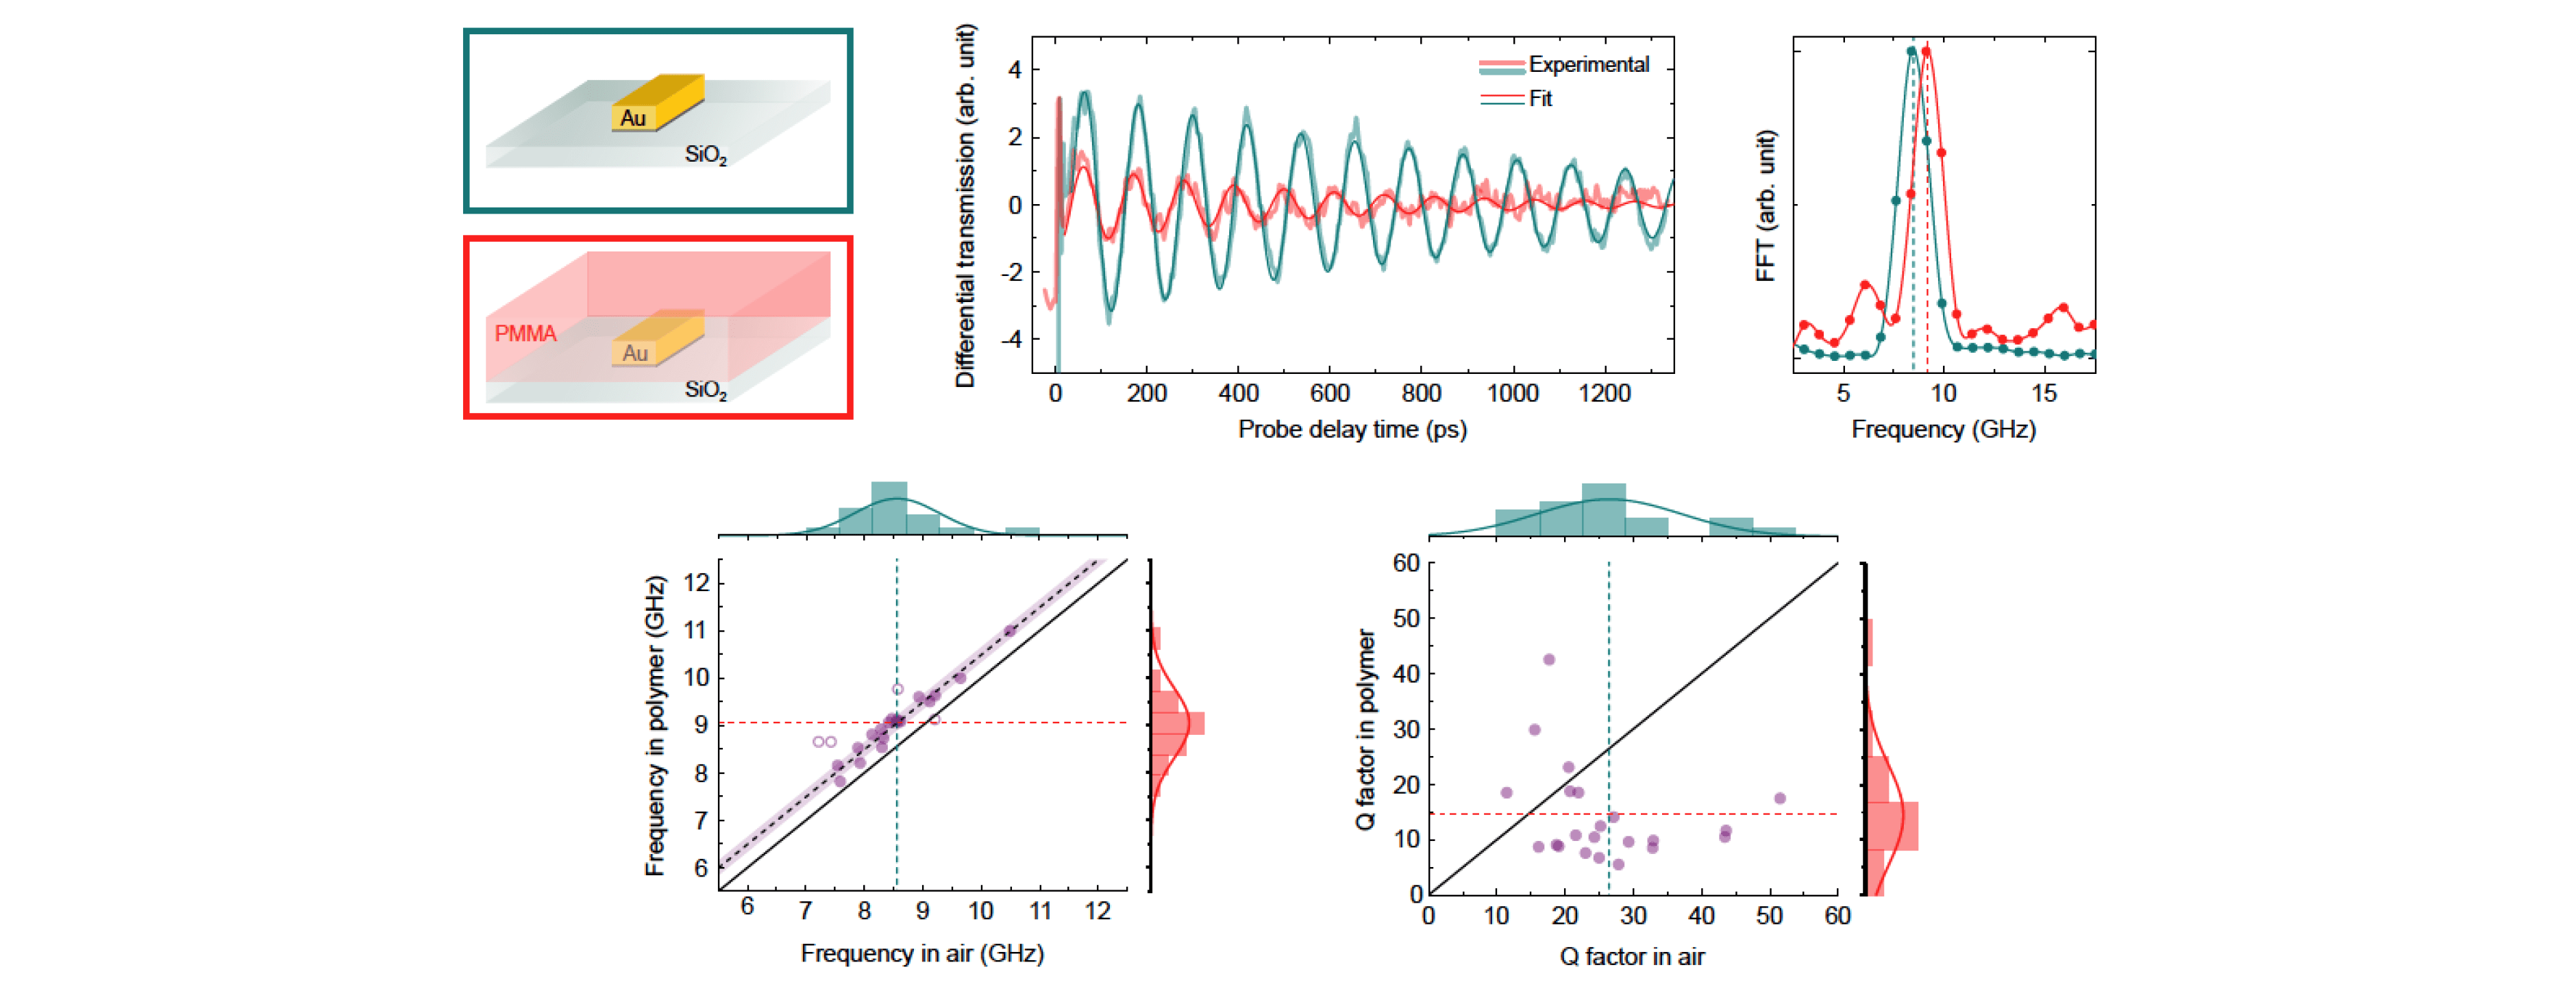 Au
SiO2
PMMA
Au
SiO2
Differential transmission (arb. unit)
4
2
0
-2
-4
Experimental
Fit
0 200 400 600 800 1000 1200
Probe delay time (ps)
FFT (arb. unit)
5 10 15
Frequency (GHz)
Frequency in polymer (GHz)
12
11
10
9
8
7
6
6 7 8 9 10 11 12
Frequency in air (GHz)
Q factor in polymer
60
50
40
30
20
10
0
0 10 20 30 40 50 60
Q factor in air